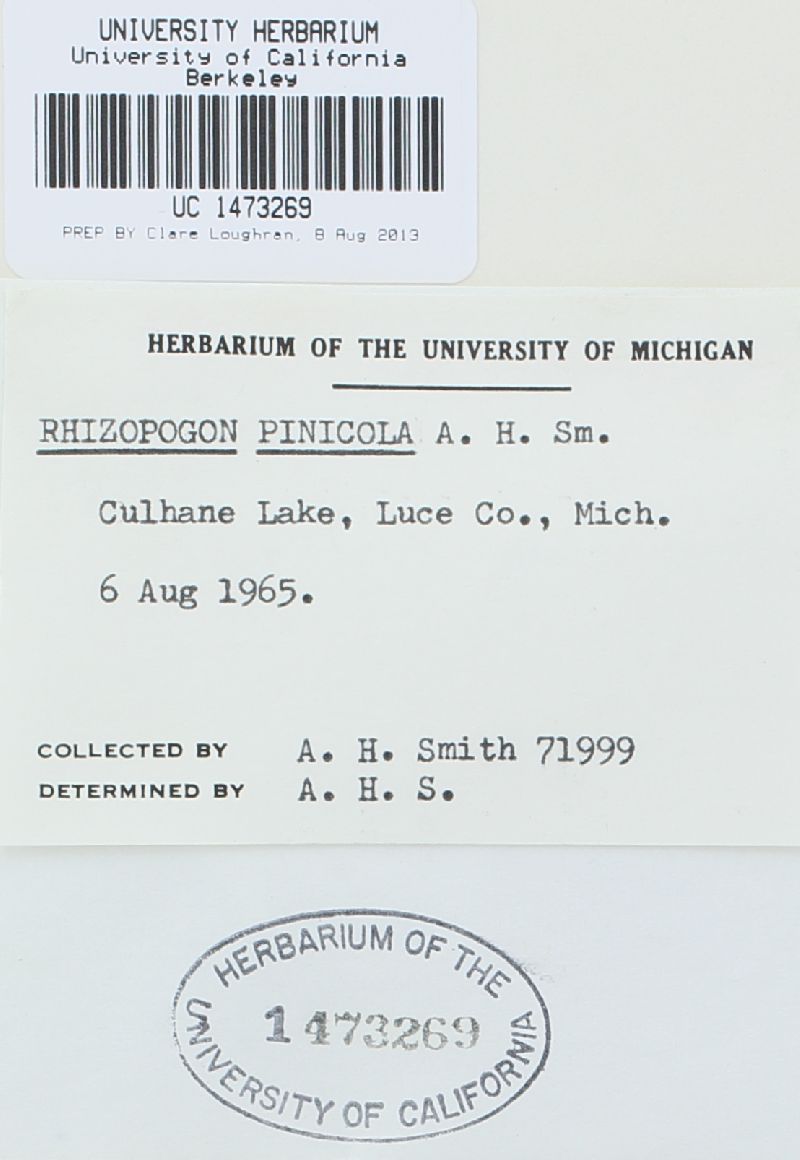 UNIVERSITY HERBARIUM
University of California
Berkeley
UC 1473269
PREP BY Clare Loughran, 8 Aug 2013
HERBARIUM OF THE UNIVERSITY OF MICHIGAN
RHIZOPOGON PINICOLA A. H. Sm.
Culhane Lake, Luce Co., Mich.
6 Aug 1965.
COLLECTED BY A. H. Smith 71999
DETERMINED BY A. H. S.
HERBARIUM OF THE
1473269
UNIVERSITY OF CALIFORNIA